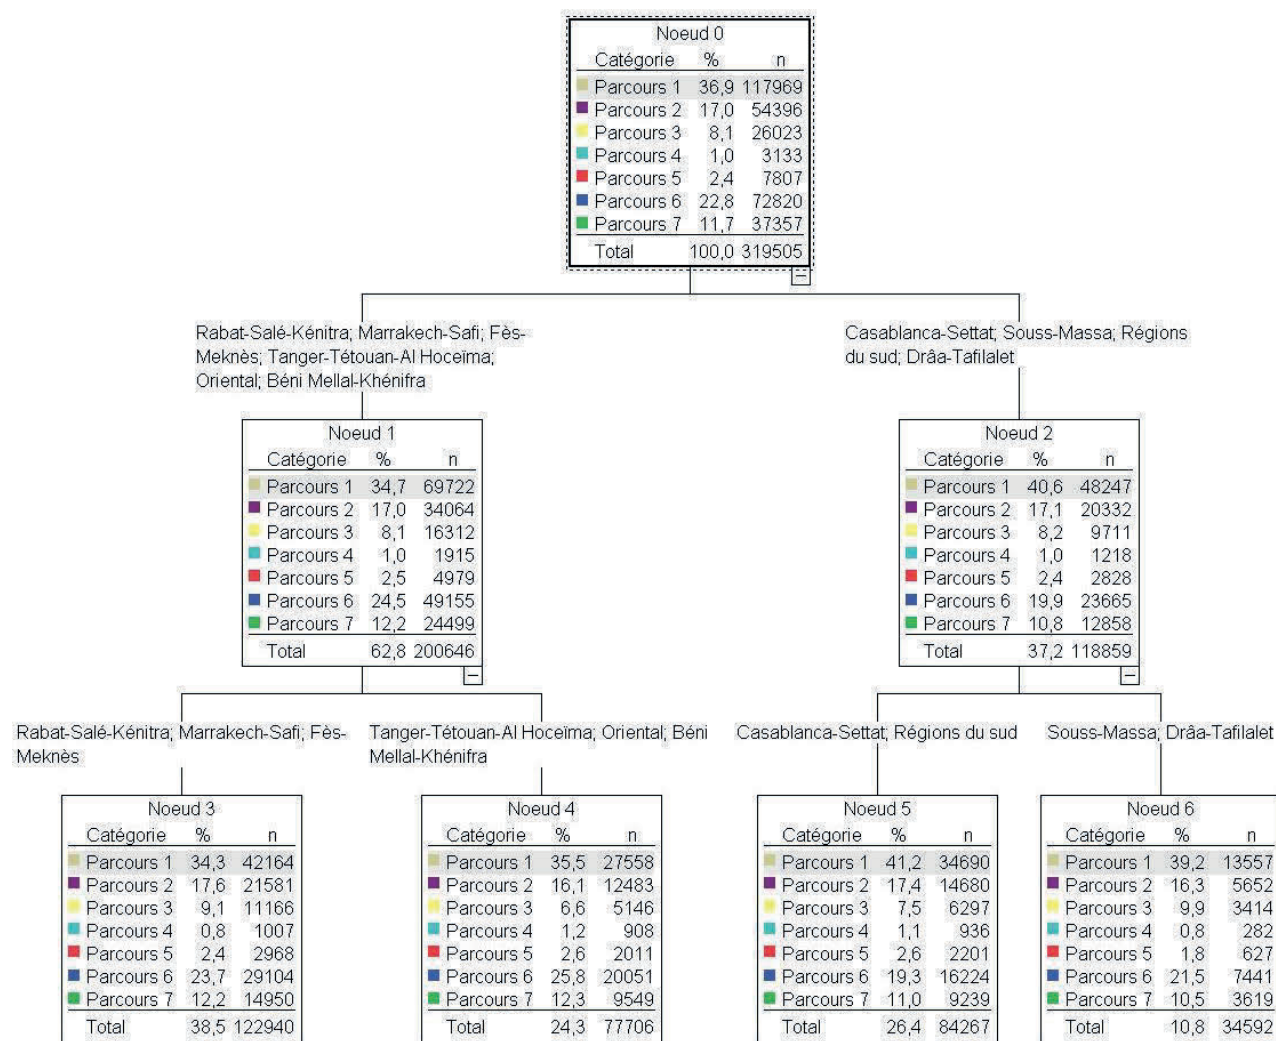 Noeud 0
Catégorie % n
Parcours 1 36,9 117969
Parcours 2 17,0 54396
Parcours 3 8,1 26023
Parcours 4 1,0 3133
Parcours 5 2,4 7807
Parcours 6 22,8 72820
Parcours 7 11,7 37357
Total 100,0 319505
Rabat-Salé-Kénitra; Marrakech-Safi; Fès-
Meknès; Tanger-Tétouan-Al Hoceïma;
Oriental; Béni Mellal-Khénifra
Casablanca-Settat; Souss-Massa; Régions
du sud; Drâa-Tafilalet
Noeud 1
Catégorie % n
Parcours 1 34,7 69722
Parcours 2 17,0 34064
Parcours 3 8,1 16312
Parcours 4 1,0 1915
Parcours 5 2,5 4979
Parcours 6 24,5 49155
Parcours 7 12,2 24499
Total 62,8 200646
Noeud 2
Catégorie % n
Parcours 1 40,6 48247
Parcours 2 17,1 20332
Parcours 3 8,2 9711
Parcours 4 1,0 1218
Parcours 5 2,4 2828
Parcours 6 19,9 23665
Parcours 7 10,8 12858
Total 37,2 118859
Rabat-Salé-Kénitra; Marrakech-Safi; Fès-
Meknès
Tanger-Tétouan-Al Hoceïma; Oriental; Béni
Mellal-Khénifra
Casablanca-Settat; Régions du sud
Souss-Massa; Drâa-Tafilalet
Noeud 3
Catégorie % n
Parcours 1 34,3 42164
Parcours 2 17,6 21581
Parcours 3 9,1 11166
Parcours 4 0,8 1007
Parcours 5 2,4 2968
Parcours 6 23,7 29104
Parcours 7 12,2 14950
Total 38,5 122940
Noeud 4
Catégorie % n
Parcours 1 35,5 27558
Parcours 2 16,1 12483
Parcours 3 6,6 5146
Parcours 4 1,2 908
Parcours 5 2,6 2011
Parcours 6 25,8 20051
Parcours 7 12,3 9549
Total 24,3 77706
Noeud 5
Catégorie % n
Parcours 1 41,2 34690
Parcours 2 17,4 14680
Parcours 3 7,5 6297
Parcours 4 1,1 936
Parcours 5 2,6 2201
Parcours 6 19,3 16224
Parcours 7 11,0 9239
Total 26,4 84267
Noeud 6
Catégorie % n
Parcours 1 39,2 13557
Parcours 2 16,3 5652
Parcours 3 9,9 3414
Parcours 4 0,8 282
Parcours 5 1,8 627
Parcours 6 21,5 7441
Parcours 7 10,5 3619
Total 10,8 34592